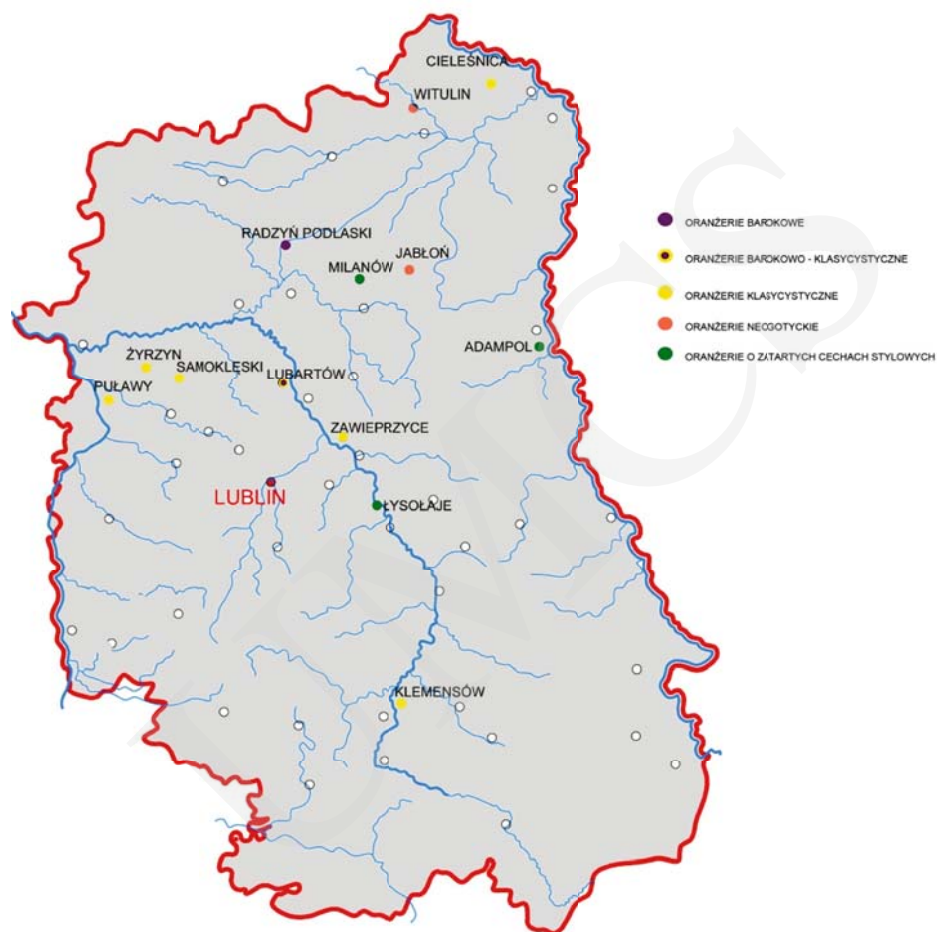 CIELEŚNICA
WITULIN
RADZYŃ PODLASKI
JABŁOŃ
MILANÓW
ADAMPOL
ŻYRZYN
SAMOKLĘSKI
LUBARTÓW
PUŁAWY
ZAWIEPRZYCE
LUBLIN
ŁYSOŁAJE
KLEMENSÓW
ORANŻERIE BAROKOWE
ORANŻERIE BAROKOWO - KLASYCYSTYCZNE
ORANŻERIE KLASYCYSTYCZNE
ORANŻERIE NEOGOTYCKIE
ORANŻERIE O ZATARTYCH CECHACH STYLOWYCH
UMCS